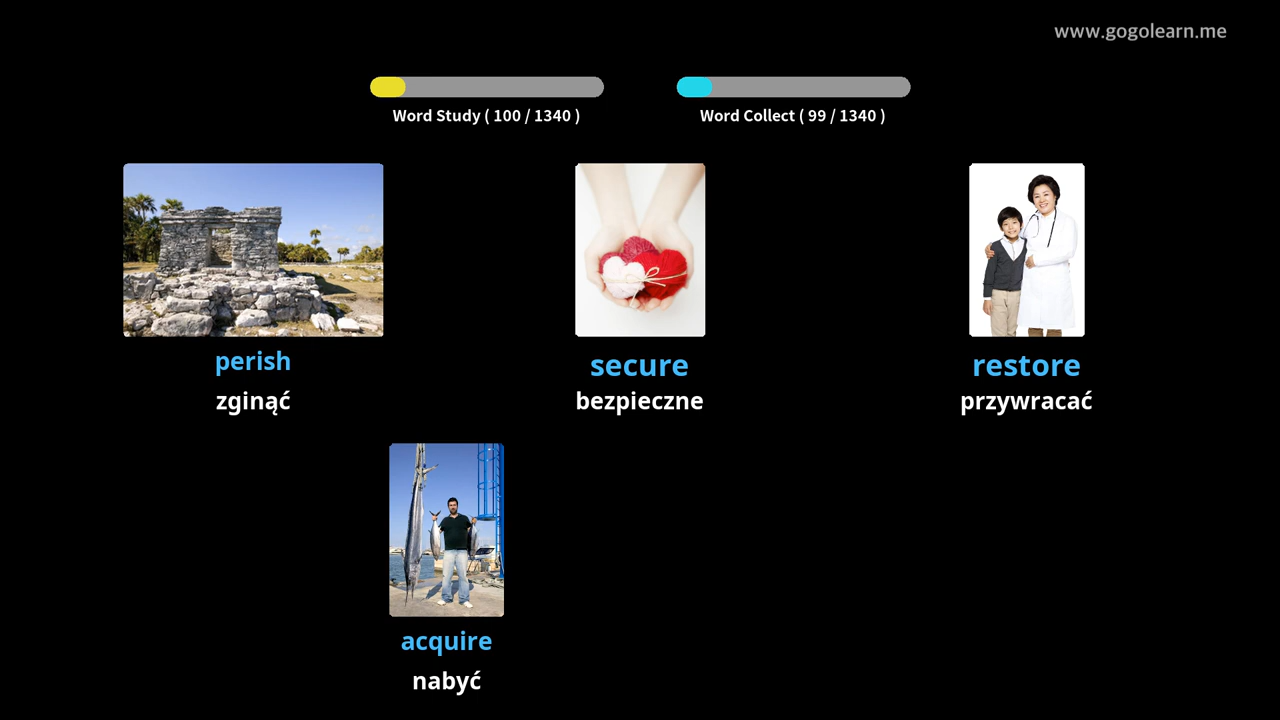 www.gogolearn.me
Word Study ( 100 / 1340 )
Word Collect ( 99 / 1340 )
perish
zginąć
secure
bezpieczne
restore
przywracać
acquire
nabyć